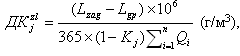 ДК_j^{zl} = \frac{(L_{zag} - L_{gp}) \times 10^6}{365 \times (1 - K_j) \sum_{i=1}^{n} Q_i} (г/м³),